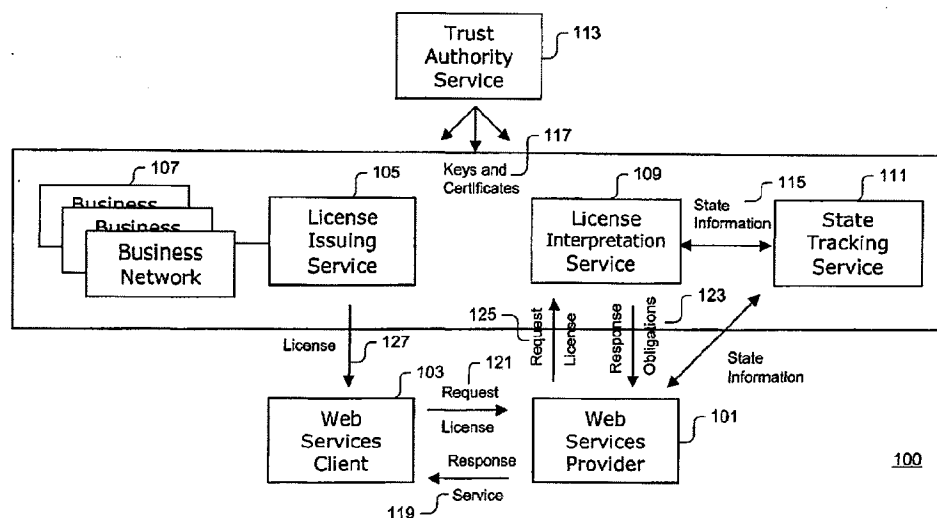 Trust
Authority
Service
113
117
Keys and
Certificates
107
Business
Business
Business
Network
105
License
Issuing
Service
109
License
Interpretation
Service
115
State
Information
111
State
Tracking
Service
License
127
125
Request
License
Response
Obligations
123
State
Information
103
Web
Services
Client
121
Request
License
Response
Service
119
Web
Services
Provider
101
100